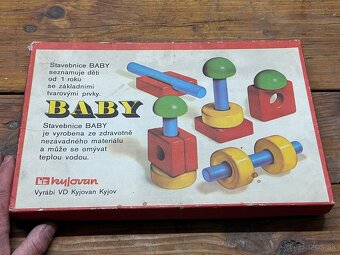 Stavebnice BABY
seznamuje děti
od 1 roku
se základními
tvarovými prvky.
BABY
Stavebnice BABY
je vyrobena ze zdravotně
nezávadného materiálu
a může se omývat
teplou vodou.
kyjovan
Vyrábí VD Kyjovan Kyjov